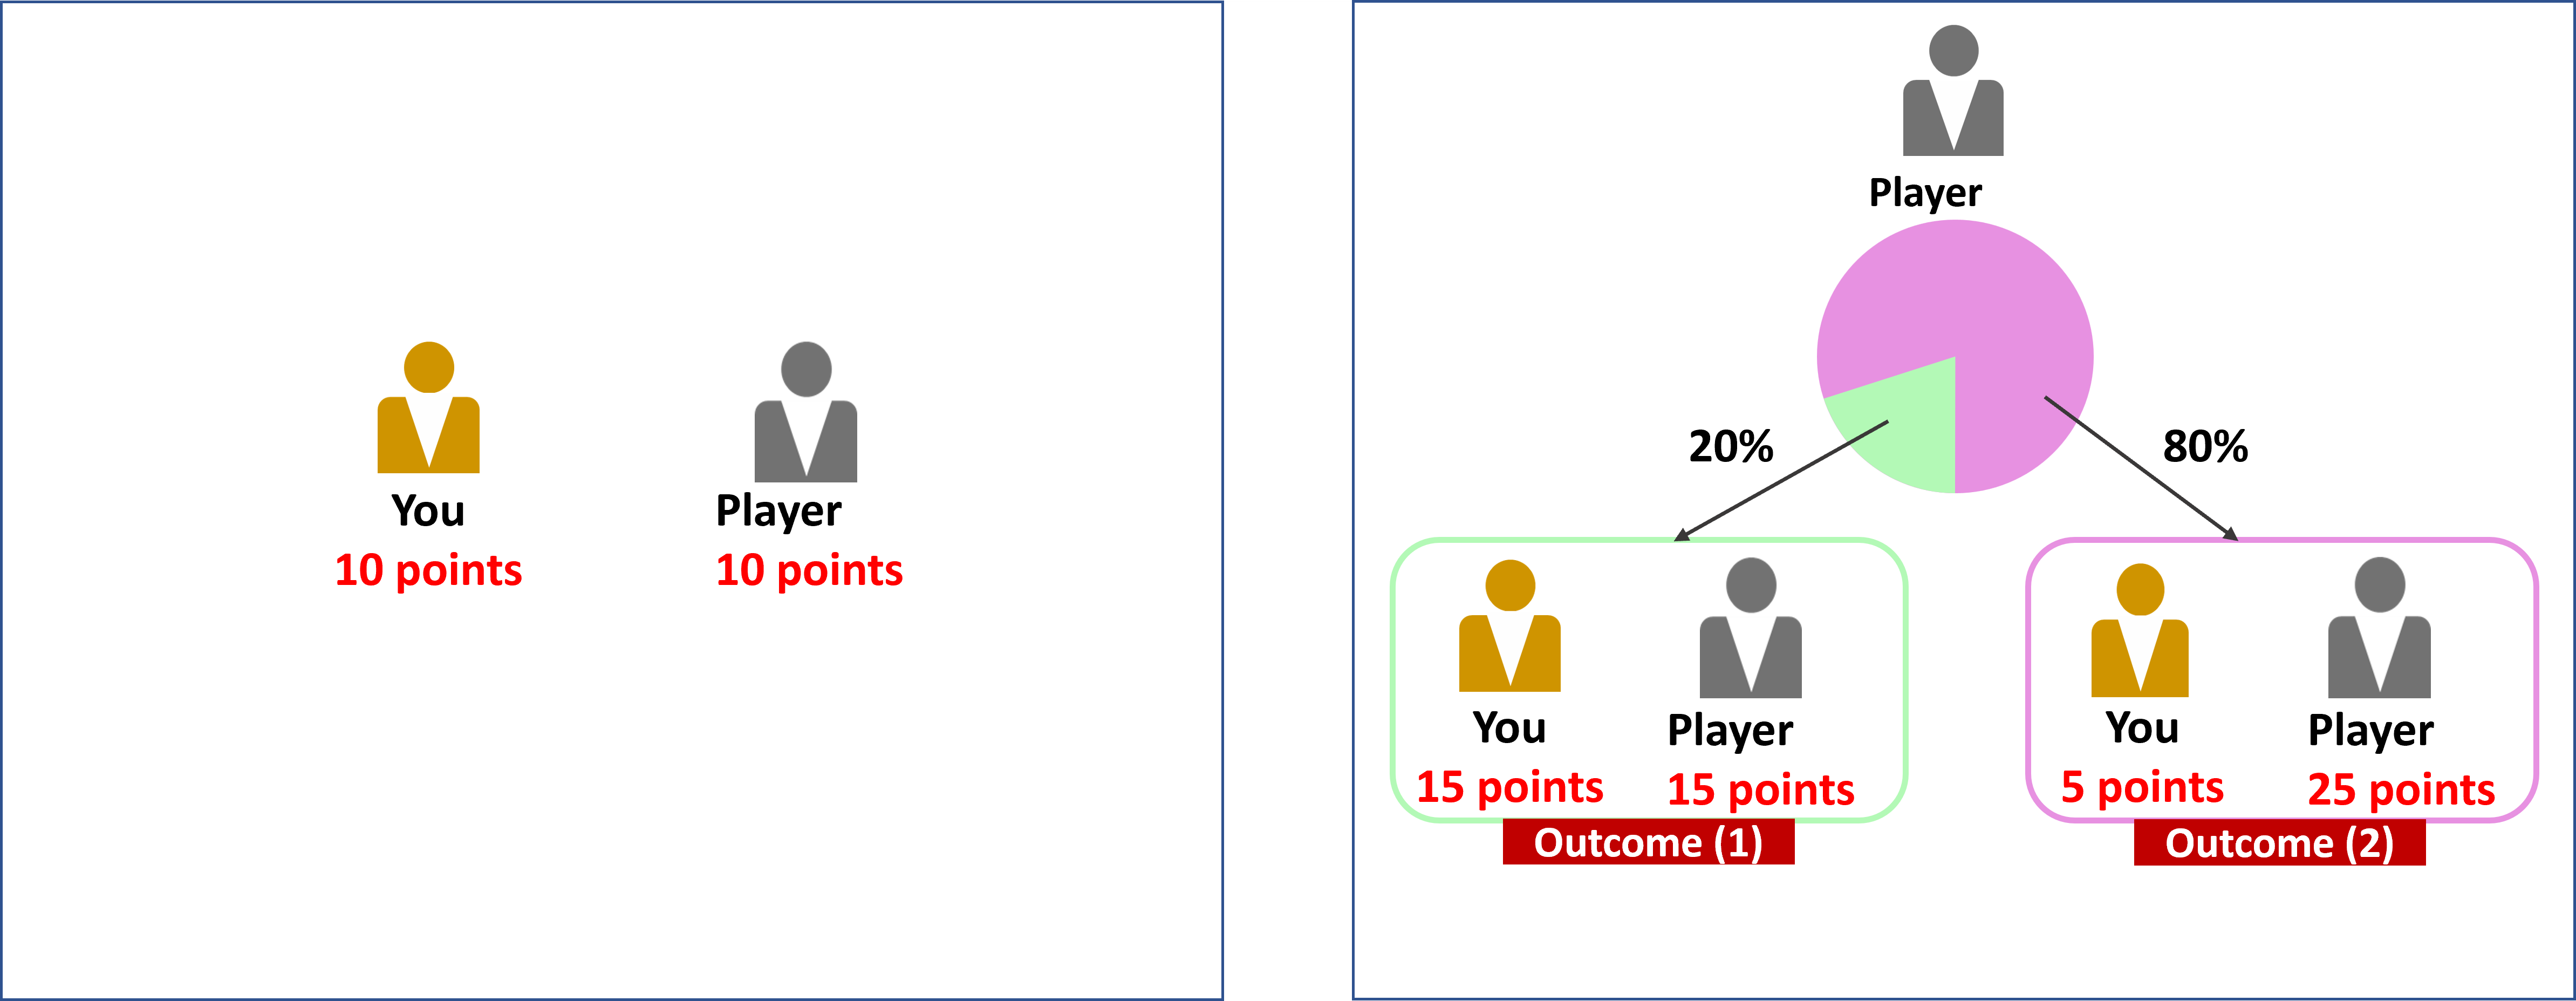 You
10 points
Player
10 points
Player
20%
80%
You
15 points
Player
15 points
Outcome (1)
You
5 points
Player
25 points
Outcome (2)